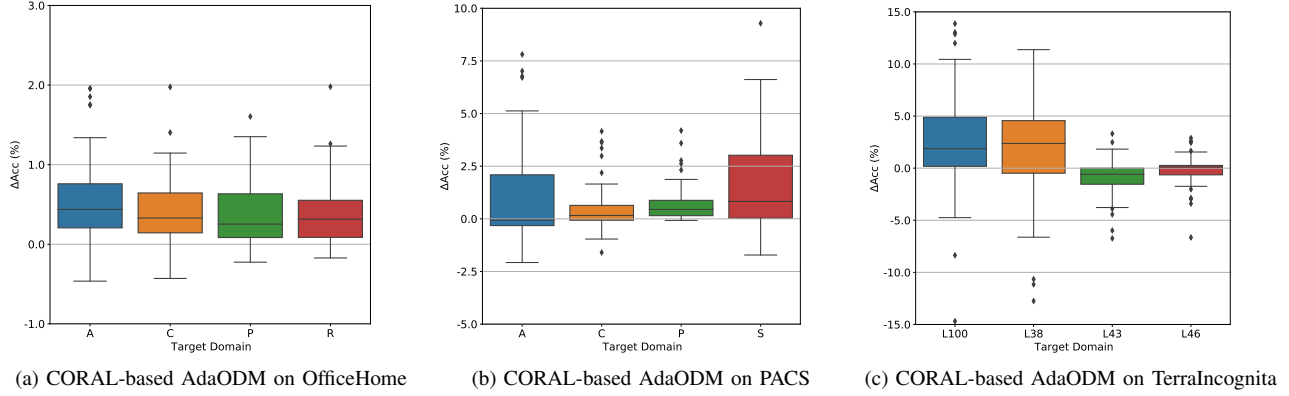 3.0
2.0
1.0
0.0
-1.0
ΔAcc (%)
A C P R
Target Domain
(a) CORAL-based AdaODM on OfficeHome
10.0
7.5
5.0
2.5
0.0
-2.5
-5.0
ΔAcc (%)
A C P S
Target Domain
(b) CORAL-based AdaODM on PACS
15.0
10.0
5.0
0.0
-5.0
-10.0
-15.0
ΔAcc (%)
L100 L38 L43 L46
Target Domain
(c) CORAL-based AdaODM on TerraIncognita